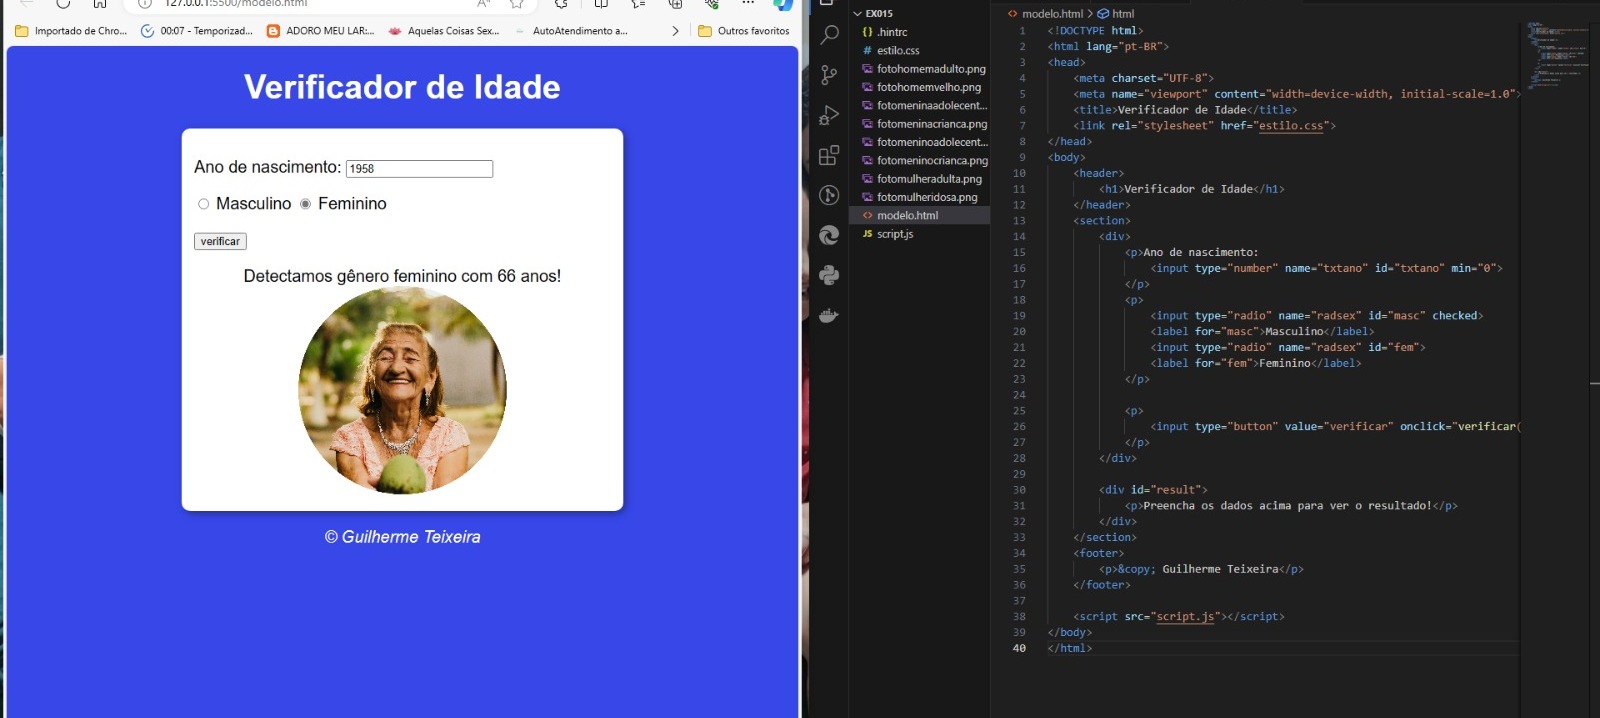 127.0.0.1:5500/modelo.html
Importado de Chro...
00:07 - Temporizad...
ADORO MEU LAR:...
Aquelas Coisas Sex...
AutoAtendimento a...
Outros favoritos
Verificador de Idade
Ano de nascimento: 1958
Masculino Feminino
verificar
Detectamos gênero feminino com 66 anos!
© Guilherme Teixeira
EX015
{} .hintrc
# estilo.css
fotohomemadulto.png
fotohomemvelho.png
fotomeninaadolecent...
fotomeninacrianca.png
fotomeninoadolecent...
fotomeninocrianca.png
fotomulheradulta.png
fotomulheridosa.png
<> modelo.html
JS script.js
<> modelo.html > html
1 <!DOCTYPE html>
2 <html lang="pt-BR">
3 <head>
4 <meta charset="UTF-8">
5 <meta name="viewport" content="width=device-width, initial-scale=1.0">
6 <title>Verificador de Idade</title>
7 <link rel="stylesheet" href="estilo.css">
8 </head>
9 <body>
10 <header>
11 <h1>Verificador de Idade</h1>
12 </header>
13 <section>
14 <div>
15 <p>Ano de nascimento:
16 <input type="number" name="txtano" id="txtano" min="0">
17 </p>
18 <p>
19 <input type="radio" name="radsex" id="masc" checked>
20 <label for="masc">Masculino</label>
21 <input type="radio" name="radsex" id="fem">
22 <label for="fem">Feminino</label>
23 </p>
24
25 <p>
26 <input type="button" value="verificar" onclick="verificar(
27 </p>
28 </div>
29
30 <div id="result">
31 <p>Preencha os dados acima para ver o resultado!</p>
32 </div>
33 </section>
34 <footer>
35 <p>&copy; Guilherme Teixeira</p>
36 </footer>
37
38 <script src="script.js"></script>
39 </body>
40 </html>